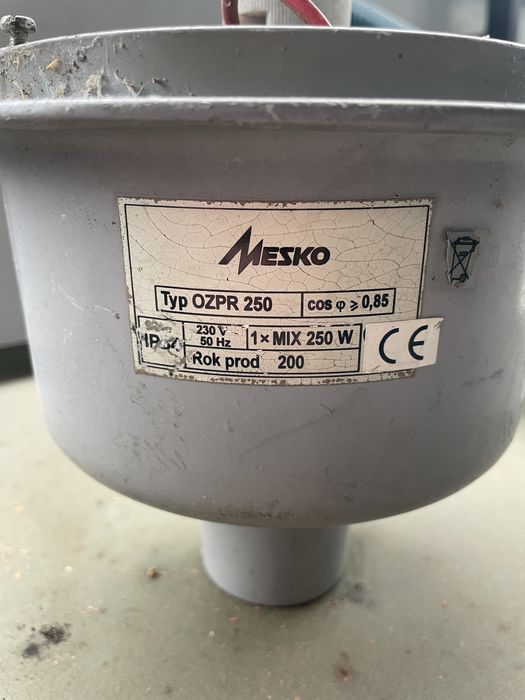 MESKO
Typ OZPR 250 cos φ ≥ 0,85
230 V
50 Hz
1× MIX 250 W
CE
Rok prod 200